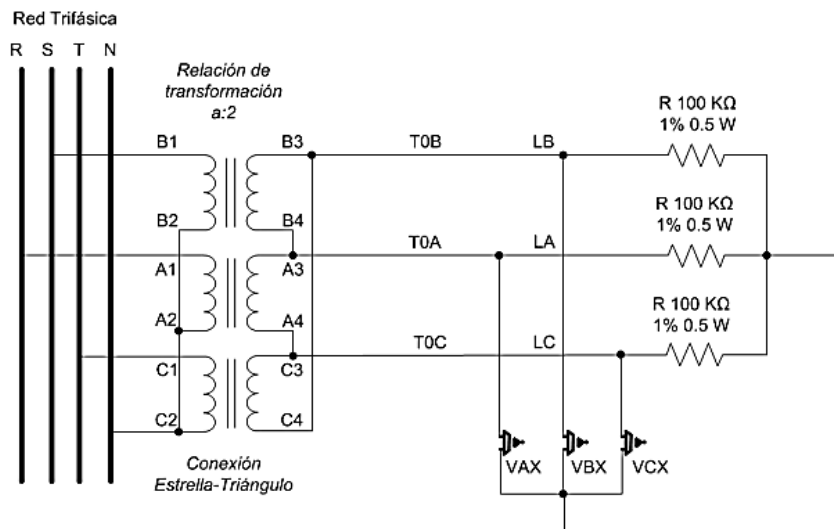 Red Trifásica
R S T N
Relación de
transformación
a:2
B1 B3 T0B LB
R 100 KΩ
1% 0.5 W
B2 B4
R 100 KΩ
1% 0.5 W
A1 A3 T0A LA
A2 A4
R 100 KΩ
1% 0.5 W
C1 C3 T0C LC
C2 C4
VAX VBX VCX
Conexión
Estrella-Triángulo